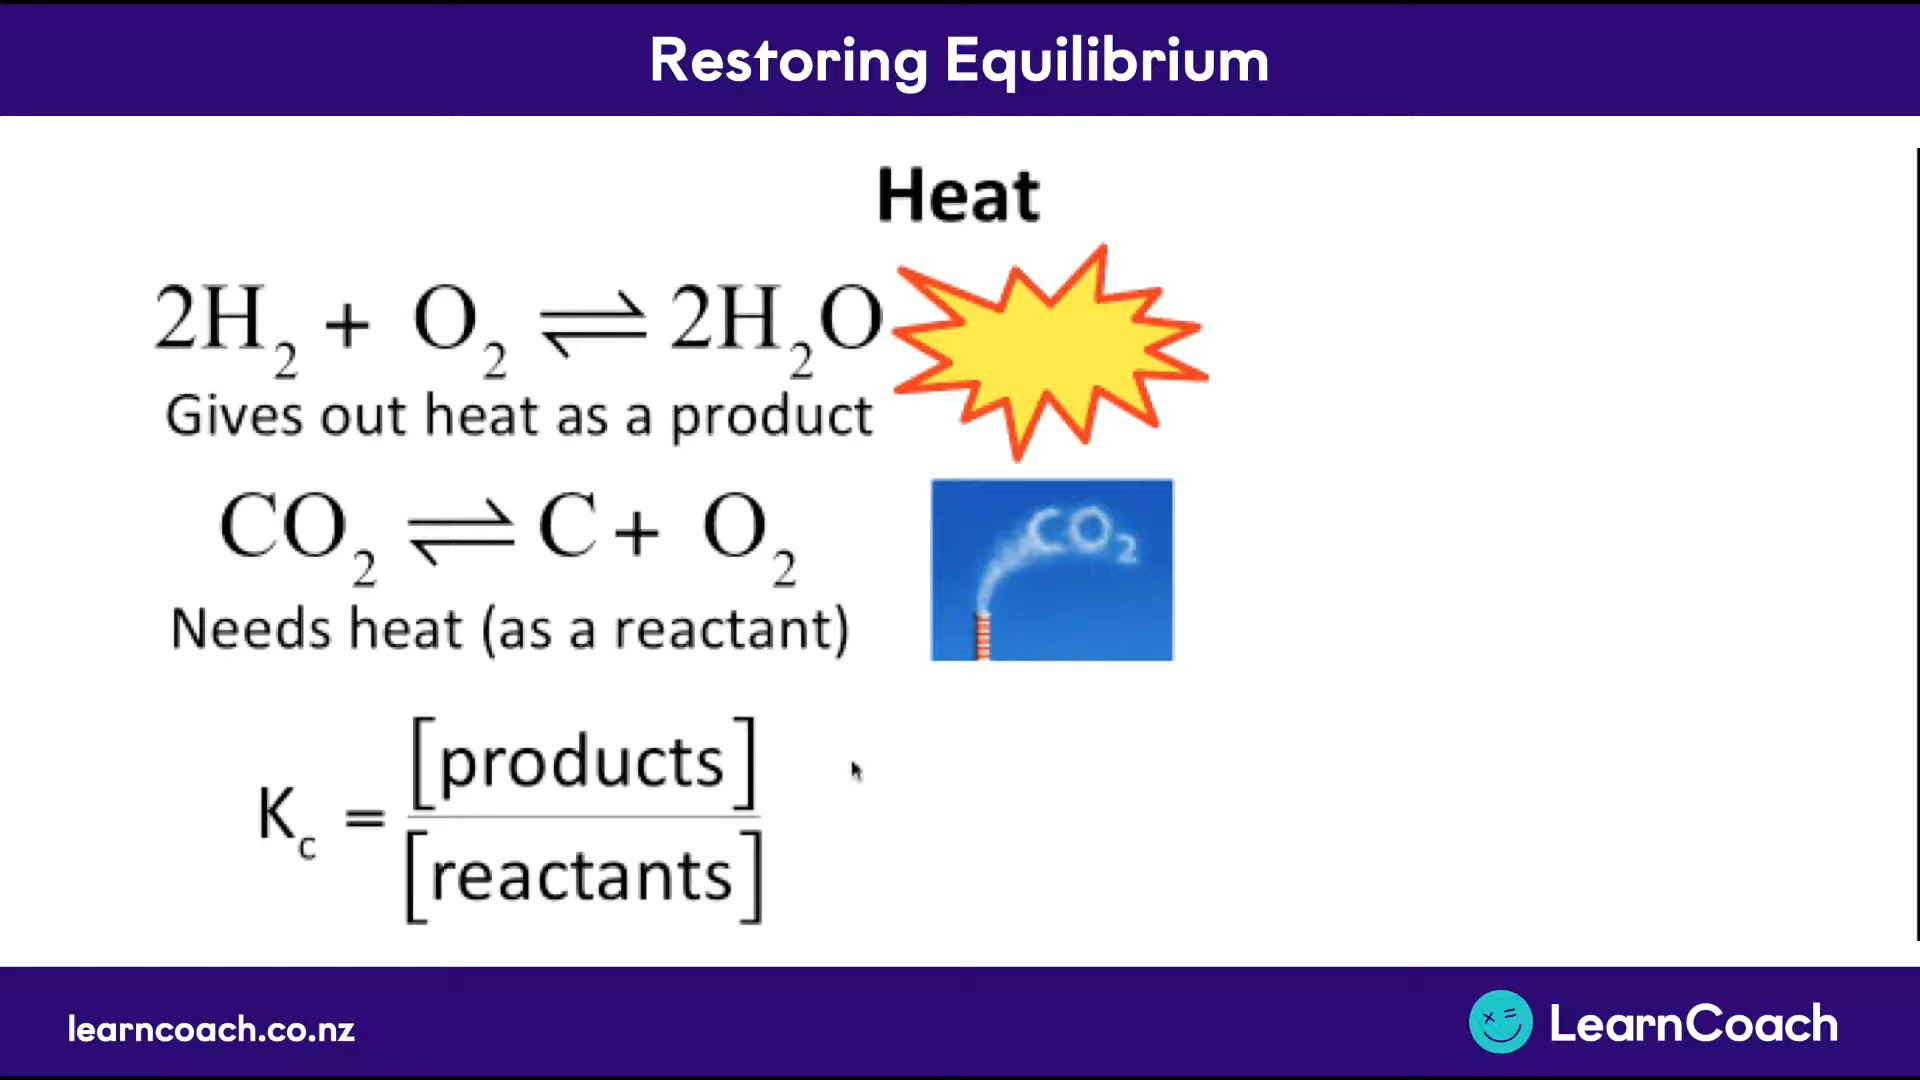 Restoring Equilibrium
Heat
2H₂ + O₂ ⇌ 2H₂O
Gives out heat as a product
CO₂ ⇌ C + O₂
CO₂
Needs heat (as a reactant)
K_c = [products] / [reactants]
learncoach.co.nz
LearnCoach